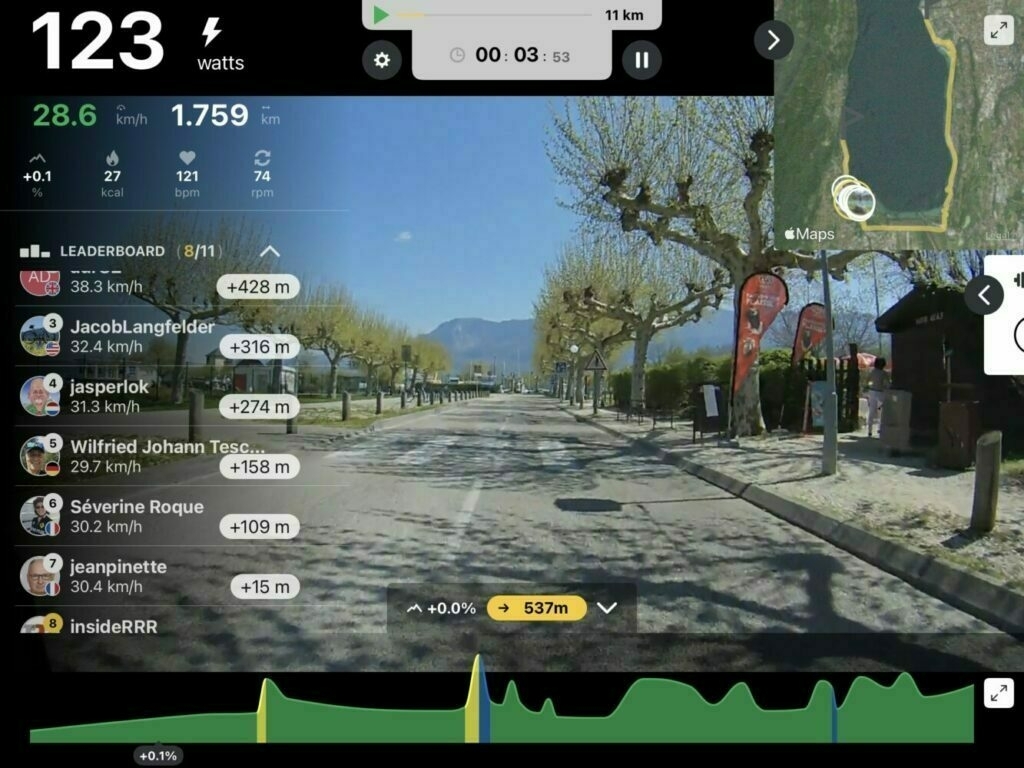 123
watts
11 km
00: 03: 53
28.6 km/h
1.759 km
+0.1
%
27
kcal
121
bpm
74
rpm
LEADERBOARD (8/11)
AD
38.3 km/h
+428 m
3
JacobLangfelder
32.4 km/h
+316 m
4
jasperlok
31.3 km/h
+274 m
5
Wilfried Johann Tesc...
29.7 km/h
+158 m
6
Séverine Roque
30.2 km/h
+109 m
7
jeanpinette
30.4 km/h
+15 m
8
insideRRR
Maps
Legal
+0.0% → 537m
+0.1%